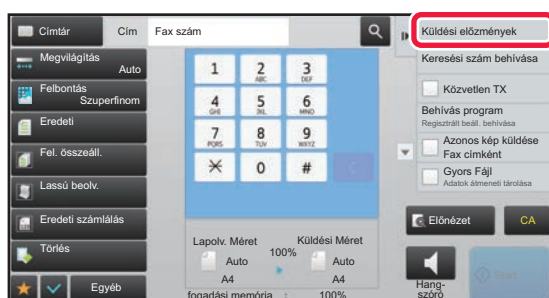 Címtár
Cím
Fax szám
Megvilágítás
Auto
Felbontás
Szuperfinom
Eredeti
Fel. összeáll.
Lassú beolv.
Eredeti számlálás
Törlés
Egyéb
1
2
ABC
3
DEF
4
GHI
5
JKL
6
MNO
7
PQRS
8
TUV
9
WXYZ
0
#
C
Lapolv. Méret
100%
Küldési Méret
Auto
A4
Auto
A4
fogadási memória : 100%
Küldési előzmények
Keresési szám behívása
Közvetlen TX
Behívás program
Regisztrált beáll. behívása
Azonos kép küldése
Fax címként
Gyors Fájl
Adatok átmeneti tárolása
Előnézet
CA
Hang-
szóró
Start